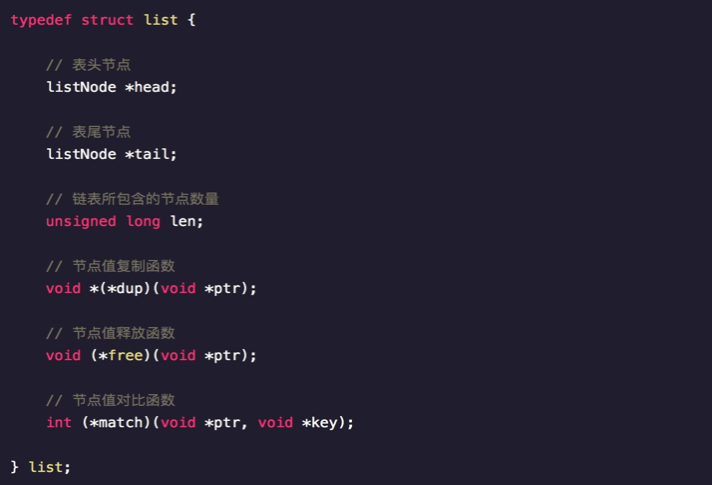 typedef struct list {
// 表头节点
listNode *head;
// 表尾节点
listNode *tail;
// 链表所包含的节点数量
unsigned long len;
// 节点值复制函数
void *(*dup)(void *ptr);
// 节点值释放函数
void (*free)(void *ptr);
// 节点值对比函数
int (*match)(void *ptr, void *key);
} list;